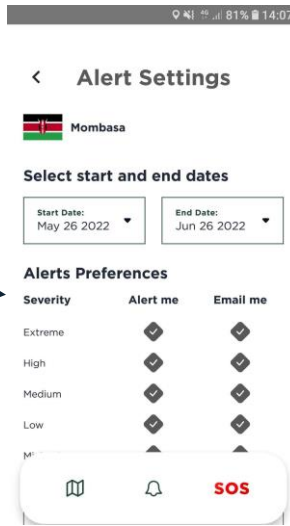 81% 14:07
Alert Settings
Mombasa
Select start and end dates
Start Date: End Date:
May 26 2022 Jun 26 2022
Alerts Preferences
Severity Alert me Email me
Extreme
High
Medium
Low
SOS